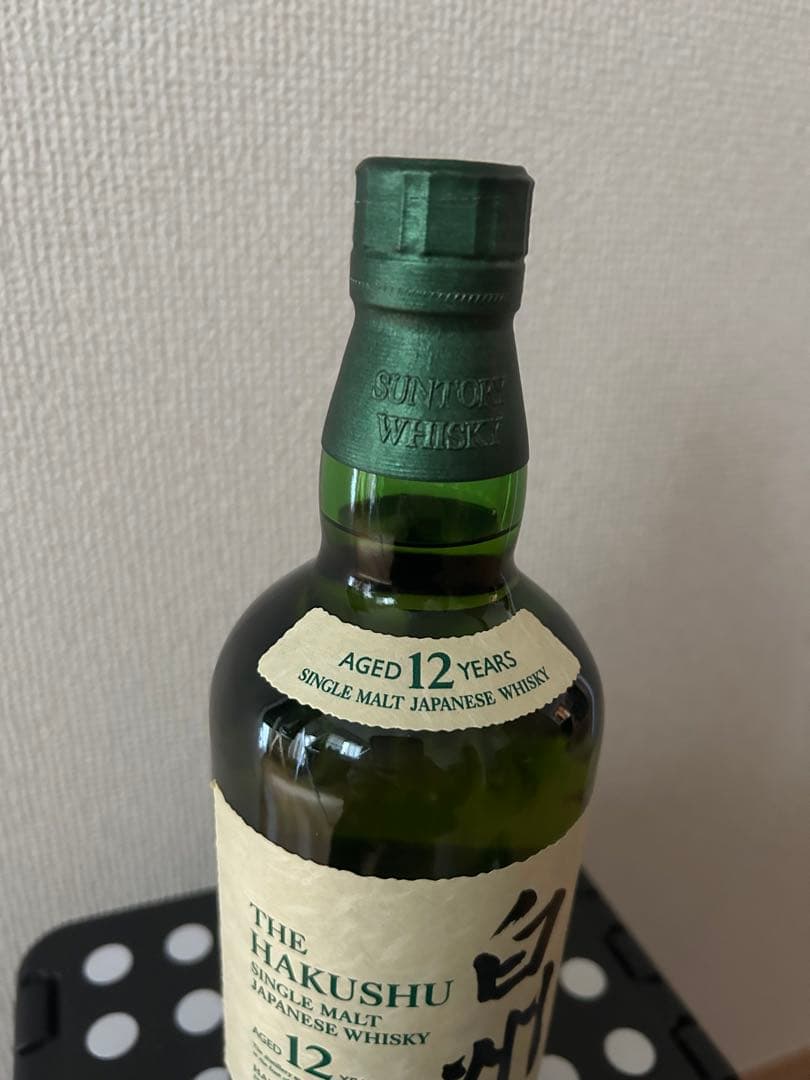 SUNTORY
WHISKY
AGED 12 YEARS
SINGLE MALT JAPANESE WHISKY
THE
HAKUSHU
SINGLE MALT
JAPANESE WHISKY
AGED 12
白州